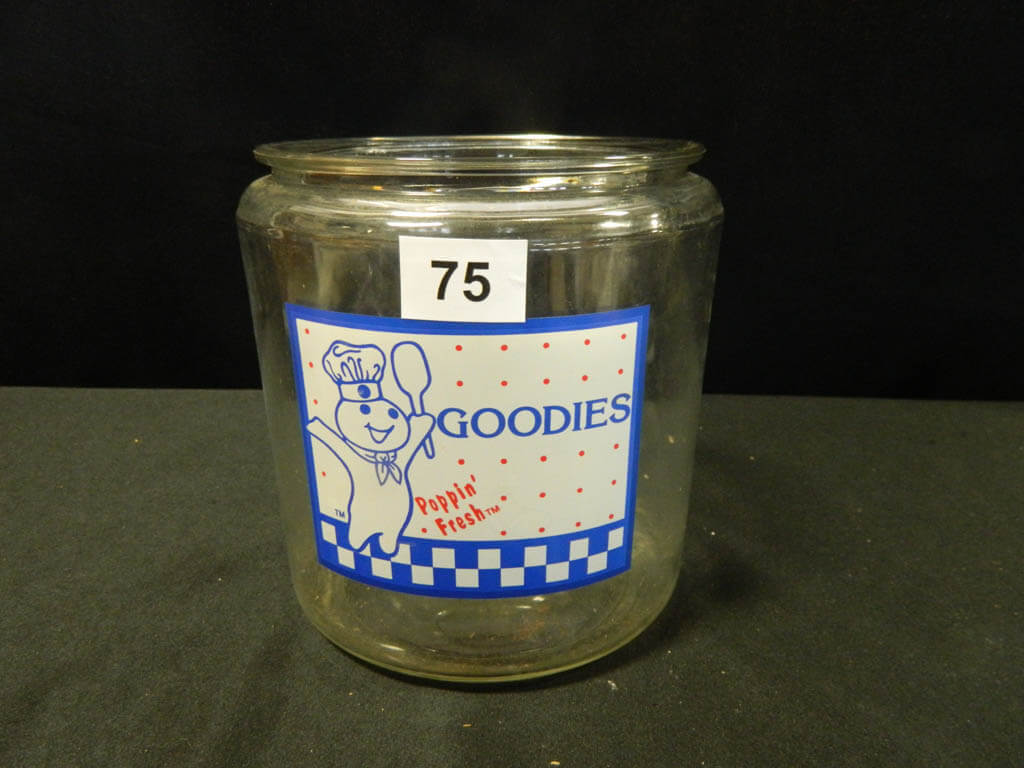 75
GOODIES
Poppin'
Fresh™
TM